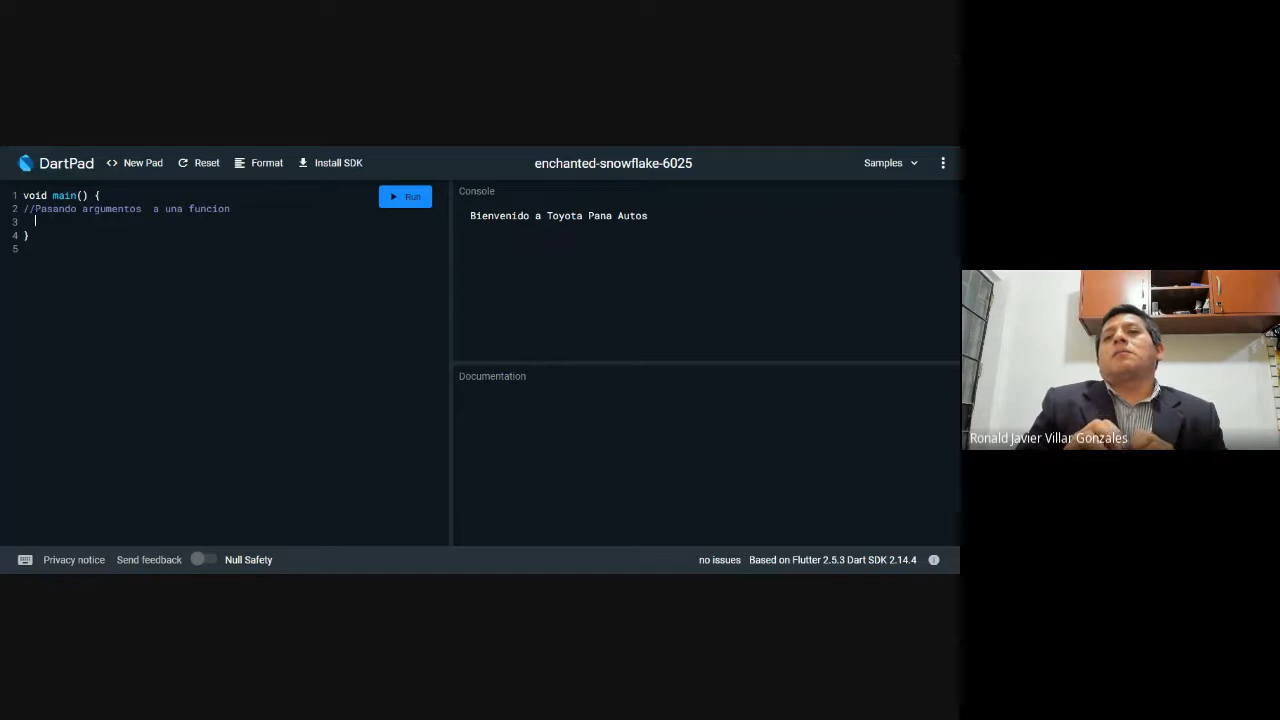 DartPad <> New Pad Reset Format Install SDK enchanted-snowflake-6025 Samples
1 void main() {
2 //Pasando argumentos  a una funcion
3
4 }
5
Run
Console
Bienvenido a Toyota Pana Autos
Documentation
Ronald Javier Villar Gonzales
Privacy notice Send feedback Null Safety no issues Based on Flutter 2.5.3 Dart SDK 2.14.4